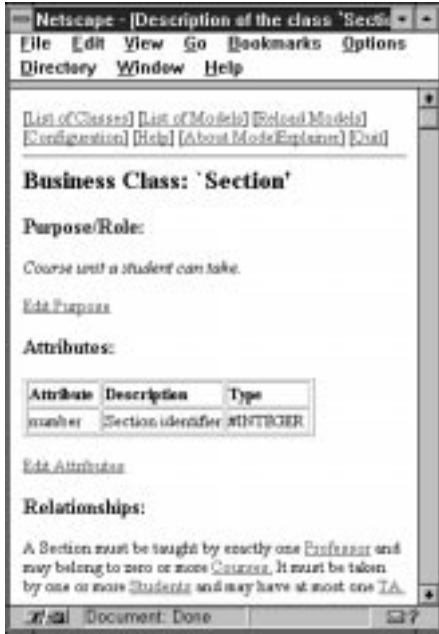 Netscape - [Description of the class `Sectio
File Edit View Go Bookmarks Options
Directory Window Help
[List of Classes] [List of Models] [Reload Models]
[Configuration] [Help] [About ModelExplainer] [Quit]
Business Class: `Section'
Purpose/Role:
Course unit a student can take.
Edit Purpose
Attributes:
Attribute Description Type
number Section identifier #INTEGER
Edit Attributes
Relationships:
A Section must be taught by exactly one Professor and
may belong to zero or more Courses. It must be taken
by one or more Students and may have at most one TA.
Document: Done